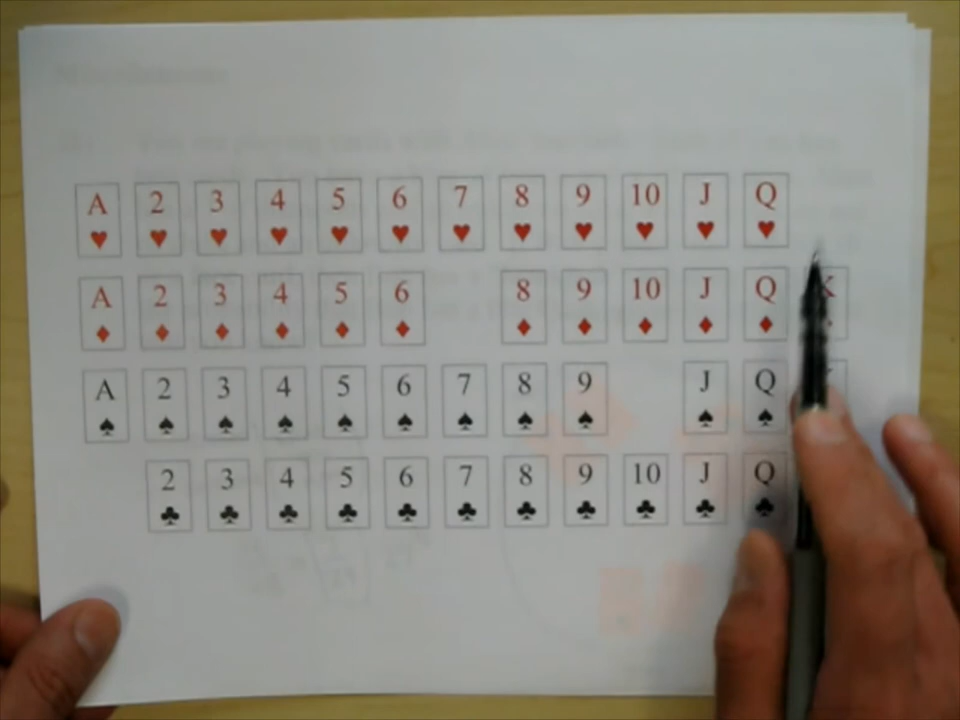 A 2 3 4 5 6 7 8 9 10 J Q
A 2 3 4 5 6 8 9 10 J Q K
A 2 3 4 5 6 7 8 9 J Q
2 3 4 5 6 7 8 9 10 J Q